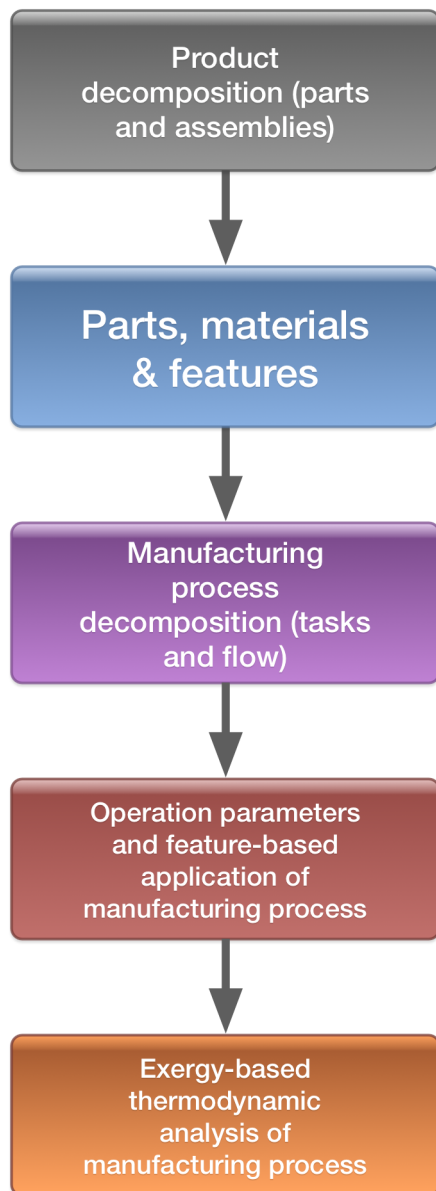 Product
decomposition (parts
and assemblies)
Parts, materials
& features
Manufacturing
process
decomposition (tasks
and flow)
Operation parameters
and feature-based
application of
manufacturing process
Exergy-based
thermodynamic
analysis of
manufacturing process